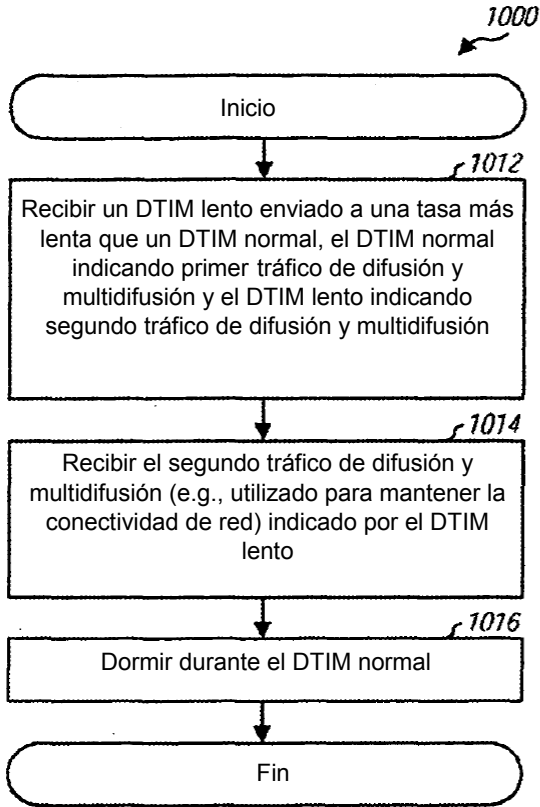 1000
Inicio
1012
Recibir un DTIM lento enviado a una tasa más
lenta que un DTIM normal, el DTIM normal
indicando primer tráfico de difusión y
multidifusión y el DTIM lento indicando
segundo tráfico de difusión y multidifusión
1014
Recibir el segundo tráfico de difusión y
multidifusión (e.g., utilizado para mantener la
conectividad de red) indicado por el DTIM
lento
1016
Dormir durante el DTIM normal
Fin